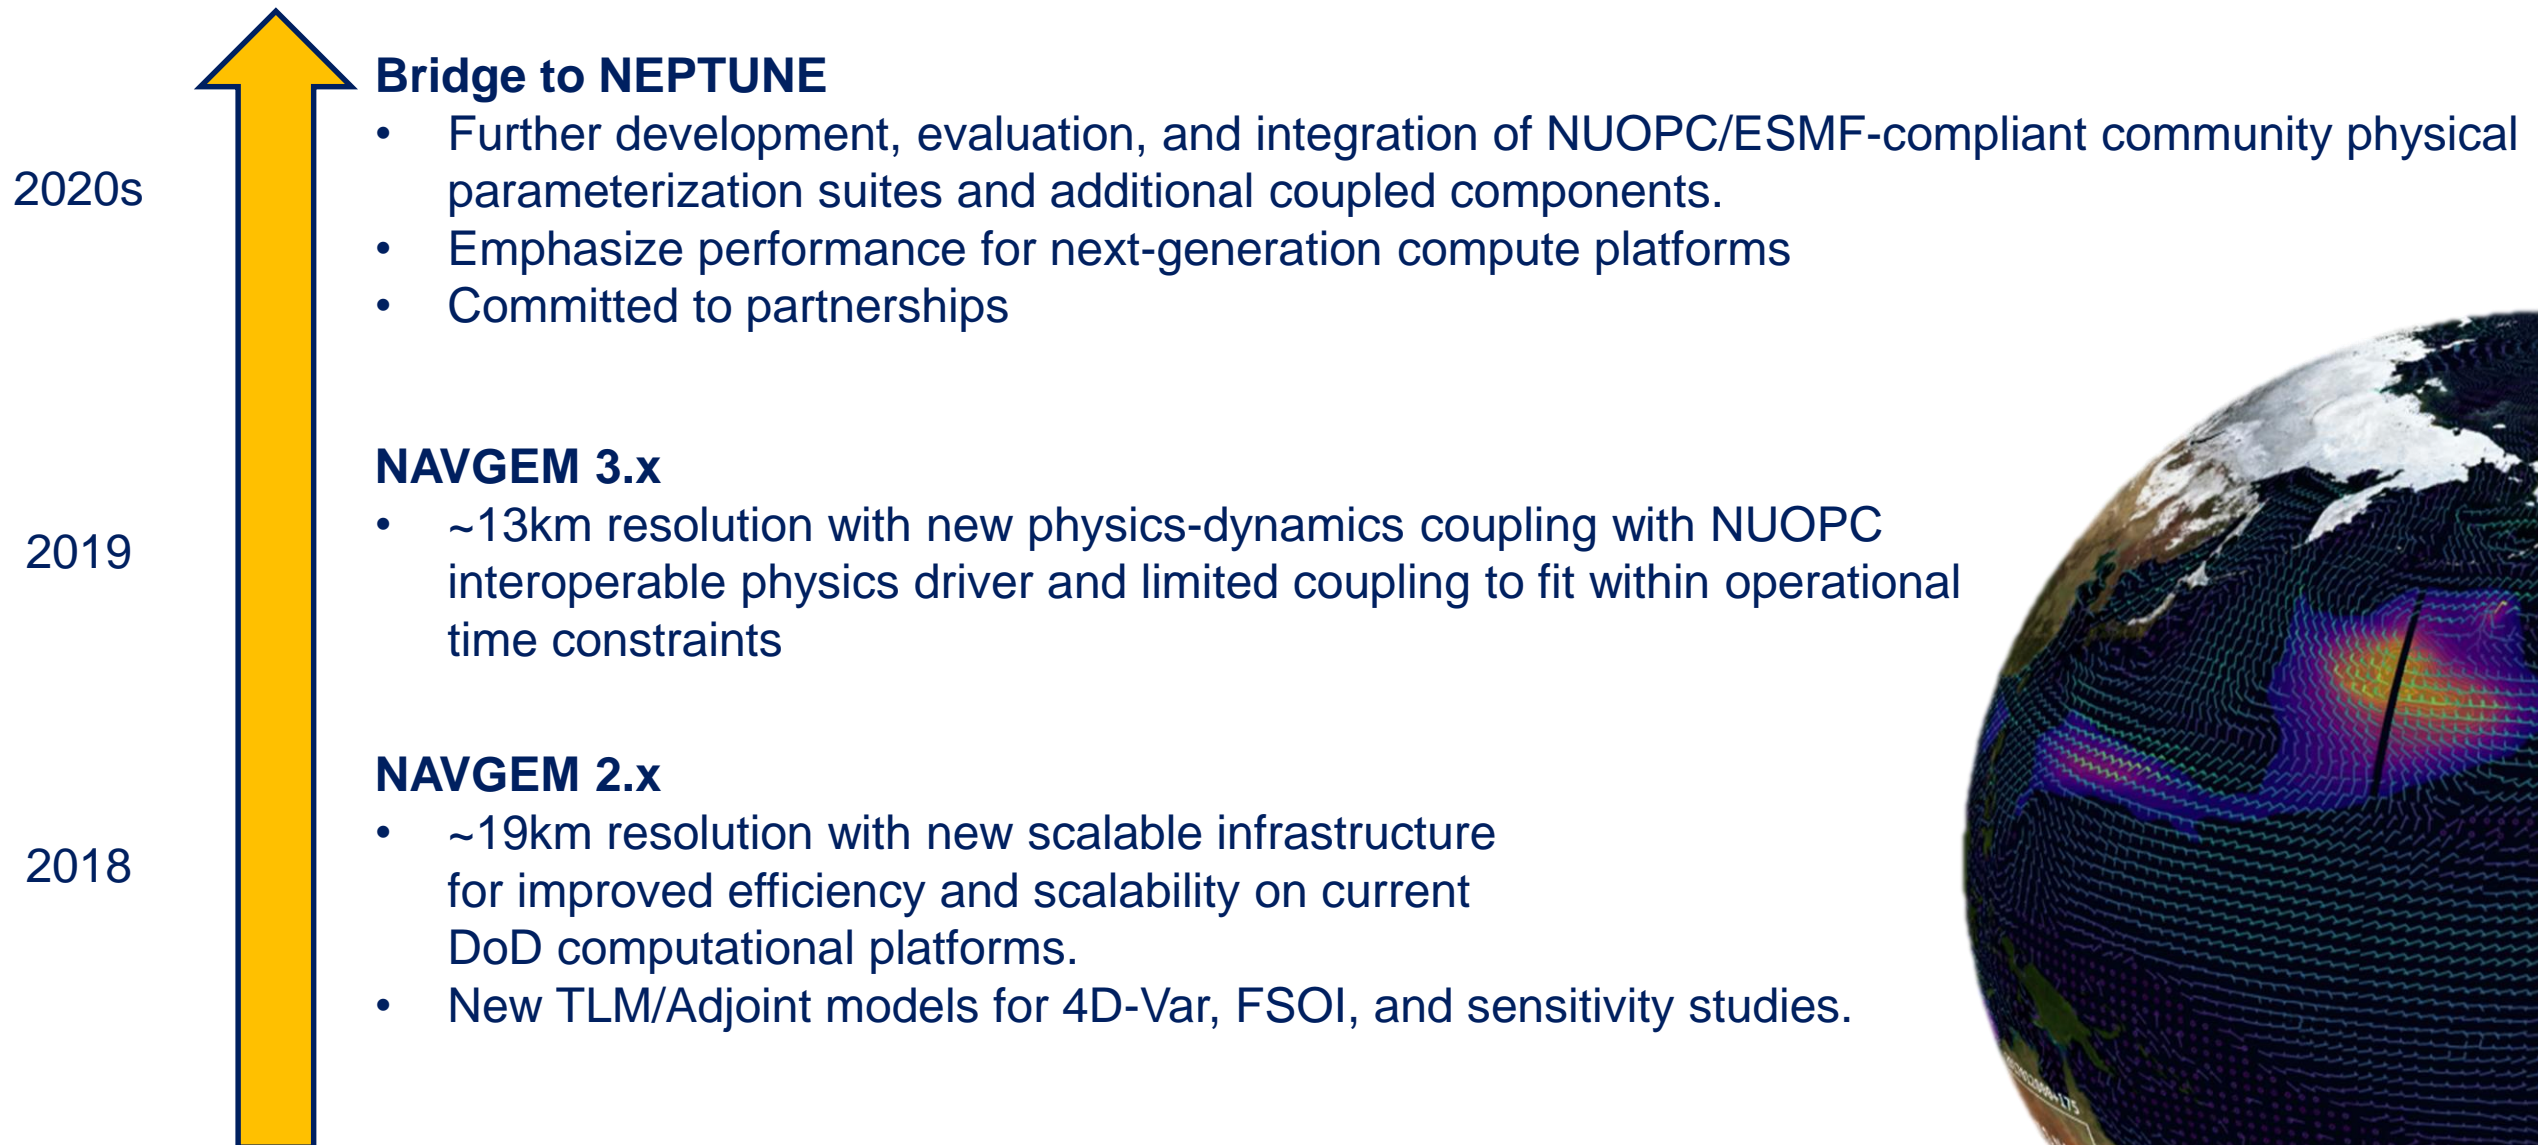 Bridge to NEPTUNE
2020s
• Further development, evaluation, and integration of NUOPC/ESMF-compliant community physical
parameterization suites and additional coupled components.
• Emphasize performance for next-generation compute platforms
• Committed to partnerships
NAVGEM 3.x
2019
• ~13km resolution with new physics-dynamics coupling with NUOPC
interoperable physics driver and limited coupling to fit within operational
time constraints
NAVGEM 2.x
2018
• ~19km resolution with new scalable infrastructure
for improved efficiency and scalability on current
DoD computational platforms.
• New TLM/Adjoint models for 4D-Var, FSOI, and sensitivity studies.